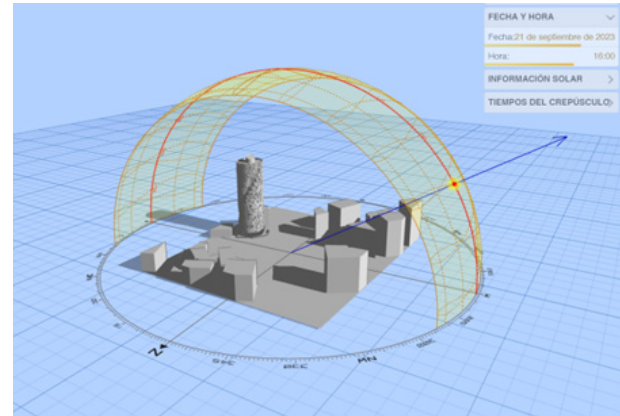 FECHA Y HORA
Fecha:21 de septiembre de 2023
Hora: 16:00
INFORMACIÓN SOLAR
TIEMPOS DEL CREPÚSCULO
N